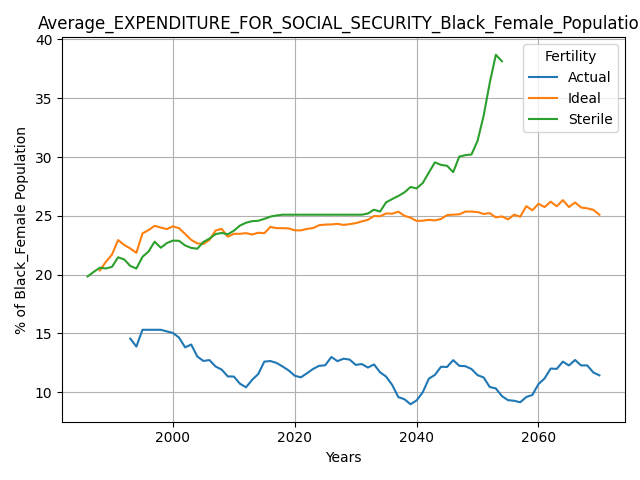 Average_EXPENDITURE_FOR_SOCIAL_SECURITY_Black_Female_Populatio
Fertility
Actual
Ideal
Sterile
% of Black_Female Population
40
35
30
25
20
15
10
2000
2020
2040
2060
Years